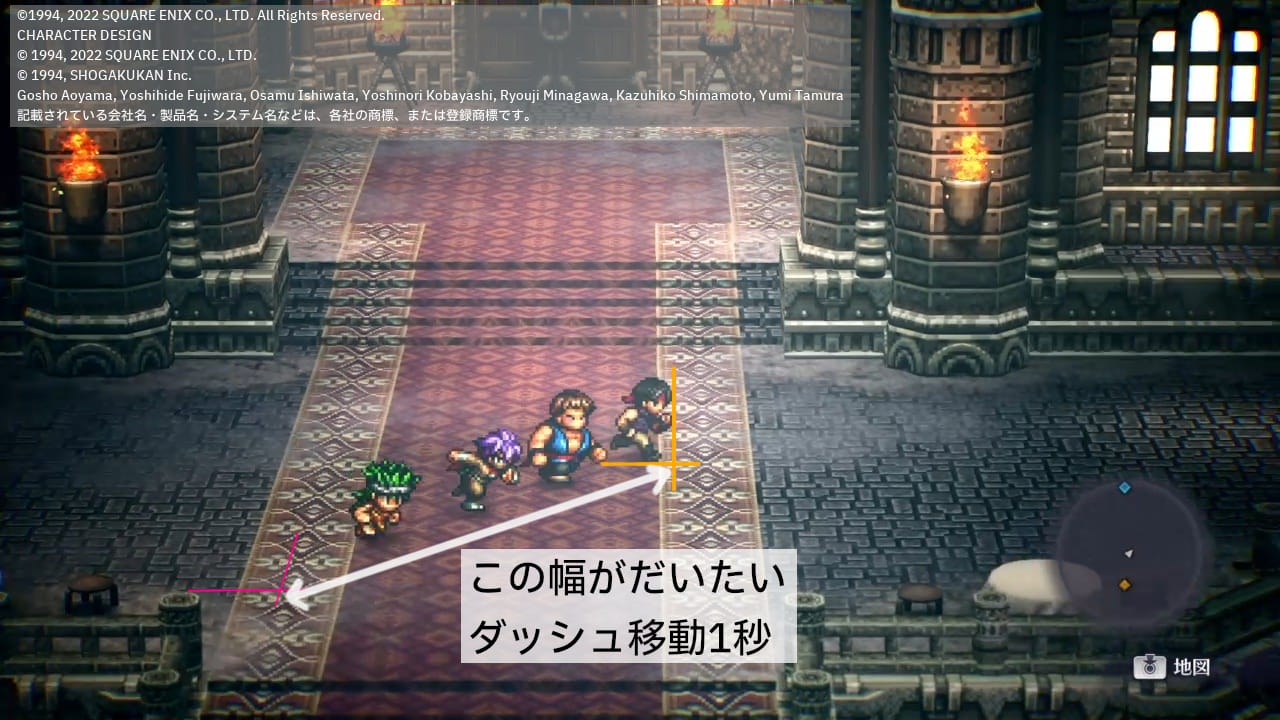 ©1994, 2022 SQUARE ENIX CO., LTD. All Rights Reserved.
CHARACTER DESIGN
© 1994, 2022 SQUARE ENIX CO., LTD.
© 1994, SHOGAKUKAN Inc.
Gosho Aoyama, Yoshihide Fujiwara, Osamu Ishiwata, Yoshinori Kobayashi, Ryouji Minagawa, Kazuhiko Shimamoto, Yumi Tamura
記載されている会社名・製品名・システム名などは、各社の商標、または登録商標です。
この幅がだいたい
ダッシュ移動1秒
地図